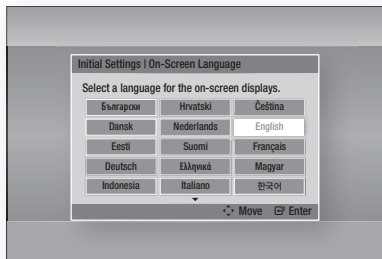 Initial Settings | On-Screen Language
Select a language for the on-screen displays.
Български Hrvatski Čeština
Dansk Nederlands English
Eesti Suomi Français
Deutsch Ελληνικά Magyar
Indonesia Italiano 한국어
Move Enter